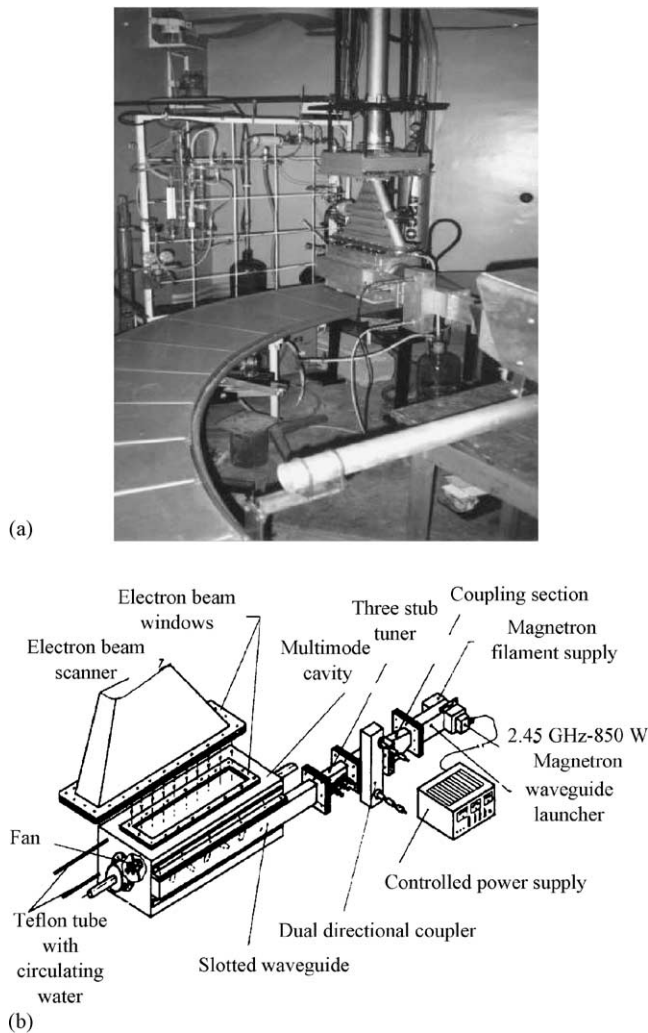 (a)
Electron beam
windows
Electron beam
scanner
Multimode
cavity
Three stub
tuner
Coupling section
Magnetron
filament supply
2.45 GHz-850 W
Magnetron
waveguide
launcher
Controlled power supply
Dual directional coupler
Slotted waveguide
Fan
Teflon tube
with
circulating
water
(b)